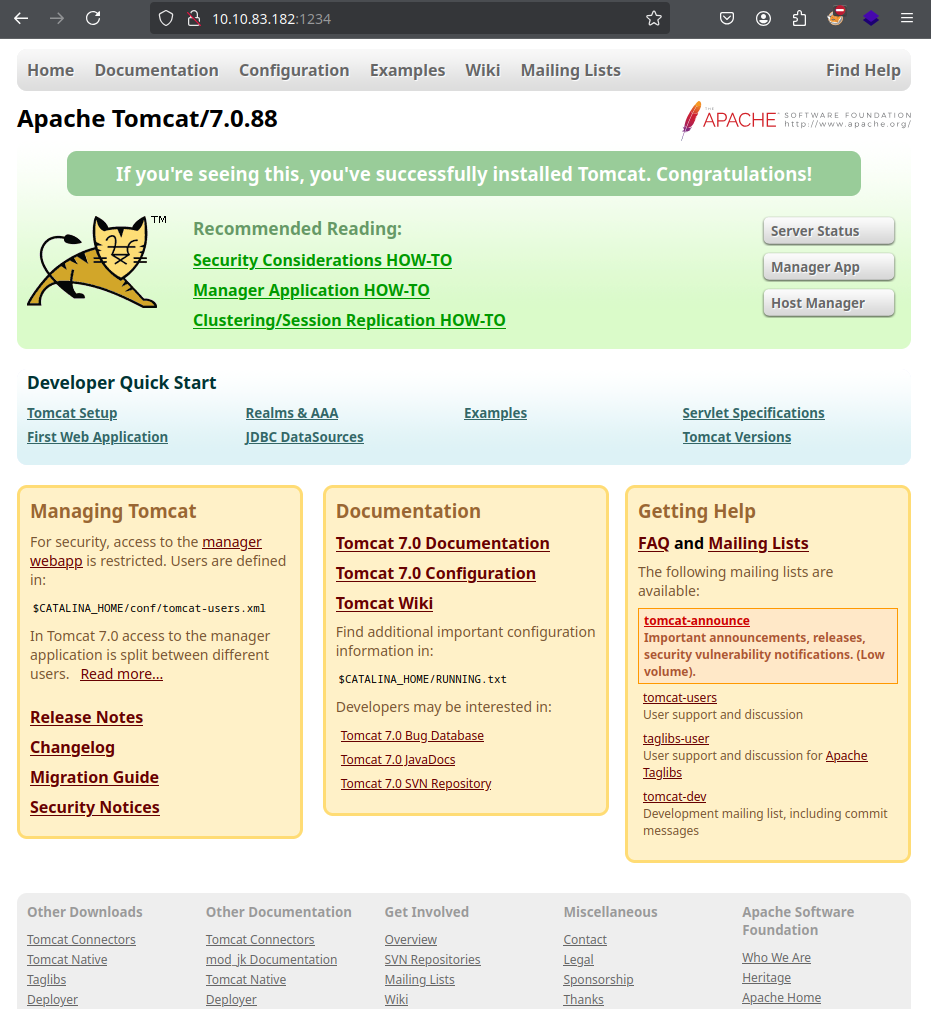 10.10.83.182:1234
Home Documentation Configuration Examples Wiki Mailing Lists Find Help
Apache Tomcat/7.0.88
THE
APACHE
SOFTWARE FOUNDATION
http://www.apache.org/
If you're seeing this, you've successfully installed Tomcat. Congratulations!
TM
Recommended Reading:
Security Considerations HOW-TO
Manager Application HOW-TO
Clustering/Session Replication HOW-TO
Server Status
Manager App
Host Manager
Developer Quick Start
Tomcat Setup
First Web Application
Realms & AAA
JDBC DataSources
Examples
Servlet Specifications
Tomcat Versions
Managing Tomcat
For security, access to the manager
webapp is restricted. Users are defined
in:
$CATALINA_HOME/conf/tomcat-users.xml
In Tomcat 7.0 access to the manager
application is split between different
users. Read more...
Release Notes
Changelog
Migration Guide
Security Notices
Documentation
Tomcat 7.0 Documentation
Tomcat 7.0 Configuration
Tomcat Wiki
Find additional important configuration
information in:
$CATALINA_HOME/RUNNING.txt
Developers may be interested in:
Tomcat 7.0 Bug Database
Tomcat 7.0 JavaDocs
Tomcat 7.0 SVN Repository
Getting Help
FAQ and Mailing Lists
The following mailing lists are
available:
tomcat-announce
Important announcements, releases,
security vulnerability notifications. (Low
volume).
tomcat-users
User support and discussion
taglibs-user
User support and discussion for Apache
Taglibs
tomcat-dev
Development mailing list, including commit
messages
Other Downloads
Tomcat Connectors
Tomcat Native
Taglibs
Deployer
Other Documentation
Tomcat Connectors
mod_jk Documentation
Tomcat Native
Deployer
Get Involved
Overview
SVN Repositories
Mailing Lists
Wiki
Miscellaneous
Contact
Legal
Sponsorship
Thanks
Apache Software
Foundation
Who We Are
Heritage
Apache Home